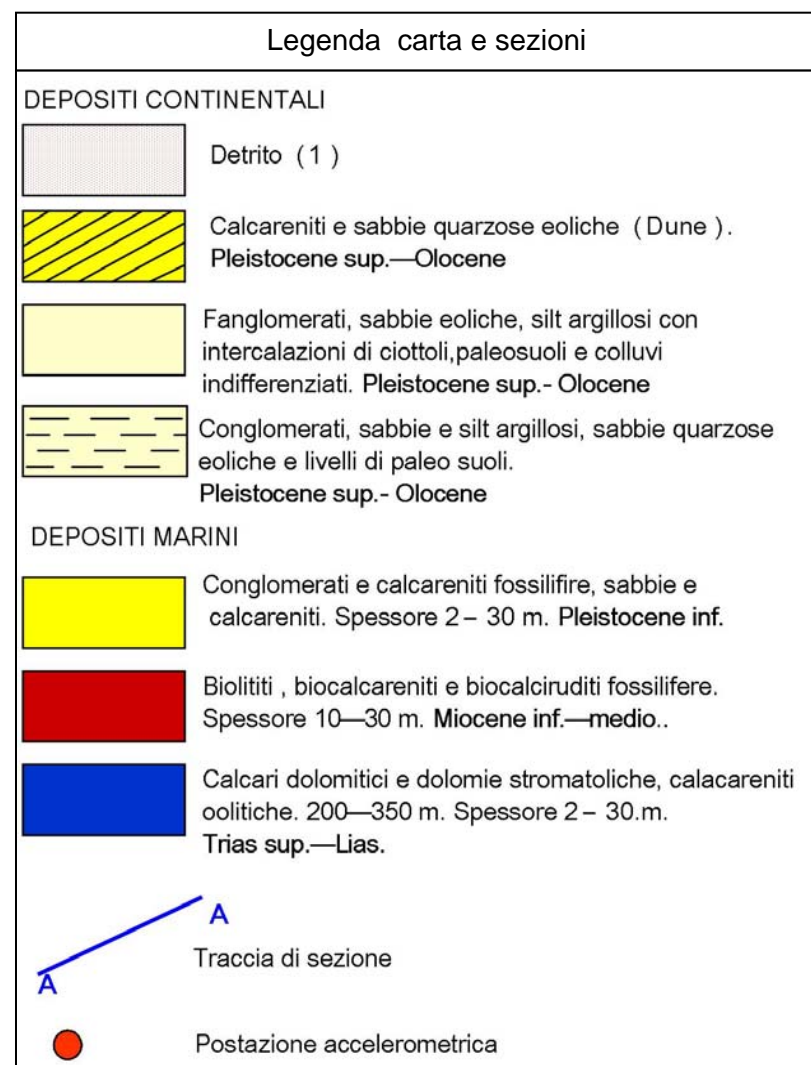 Legenda carta e sezioni
DEPOSITI CONTINENTALI
Detrito (1)
Calcareniti e sabbie quarzose eoliche (Dune).
Pleistocene sup.—Olocene
Fanglomerati, sabbie eoliche, silt argillosi con
intercalazioni di ciottoli,paleosuoli e colluvi
indifferenziati. Pleistocene sup.- Olocene
Conglomerati, sabbie e silt argillosi, sabbie quarzose
eoliche e livelli di paleo suoli.
Pleistocene sup.- Olocene
DEPOSITI MARINI
Conglomerati e calcareniti fossilifire, sabbie e
calcareniti. Spessore 2 – 30 m. Pleistocene inf.
Biolititi , biocalcareniti e biocalciruditi fossilifere.
Spessore 10—30 m. Miocene inf.—medio..
Calcari dolomitici e dolomie stromatoliche, calacareniti
oolitiche. 200—350 m. Spessore 2 – 30.m.
Trias sup.—Lias.
A
Traccia di sezione
A
Postazione accelerometrica